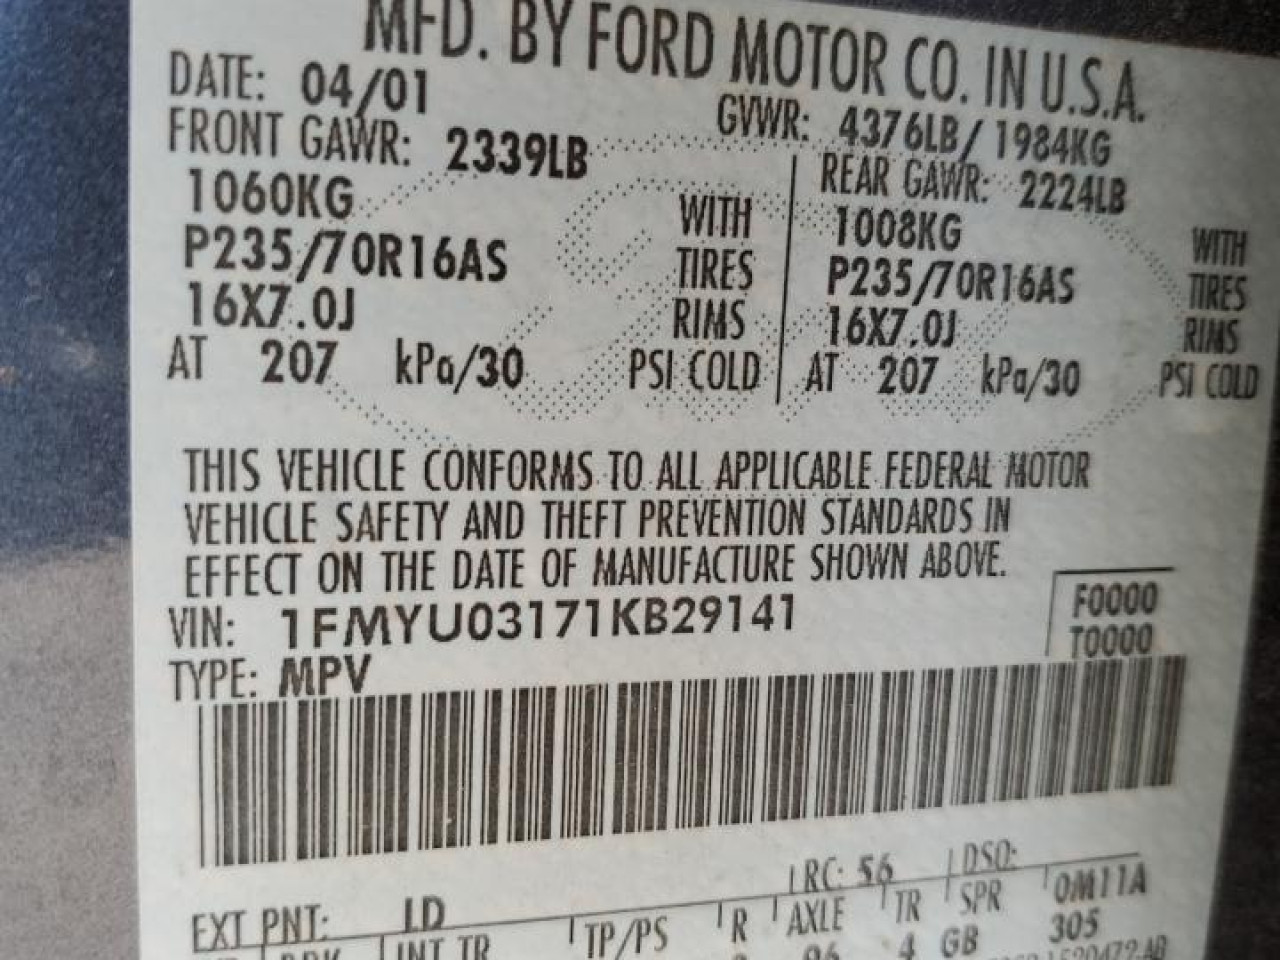 MFD. BY FORD MOTOR CO. IN U.S.A.
DATE: 04/01 GVWR: 4376LB/ 1984KG
FRONT GAWR: 2339LB REAR GAWR: 2224LB
1060KG WITH 1008KG WITH
P235/70R16AS TIRES P235/70R16AS TIRES
16X7.0J RIMS 16X7.0J RIMS
AT 207 kPa/30 PSI COLD AT 207 kPa/30 PSI COLD
THIS VEHICLE CONFORMS TO ALL APPLICABLE FEDERAL MOTOR
VEHICLE SAFETY AND THEFT PREVENTION STANDARDS IN
EFFECT ON THE DATE OF MANUFACTURE SHOWN ABOVE.
VIN: 1FMYU03171KB29141 F0000
TYPE: MPV T0000
EXT PNT: LD RC: 56 DSO:
INT TR TP/PS R AXLE TR SPR 0M11A
4 GB 305